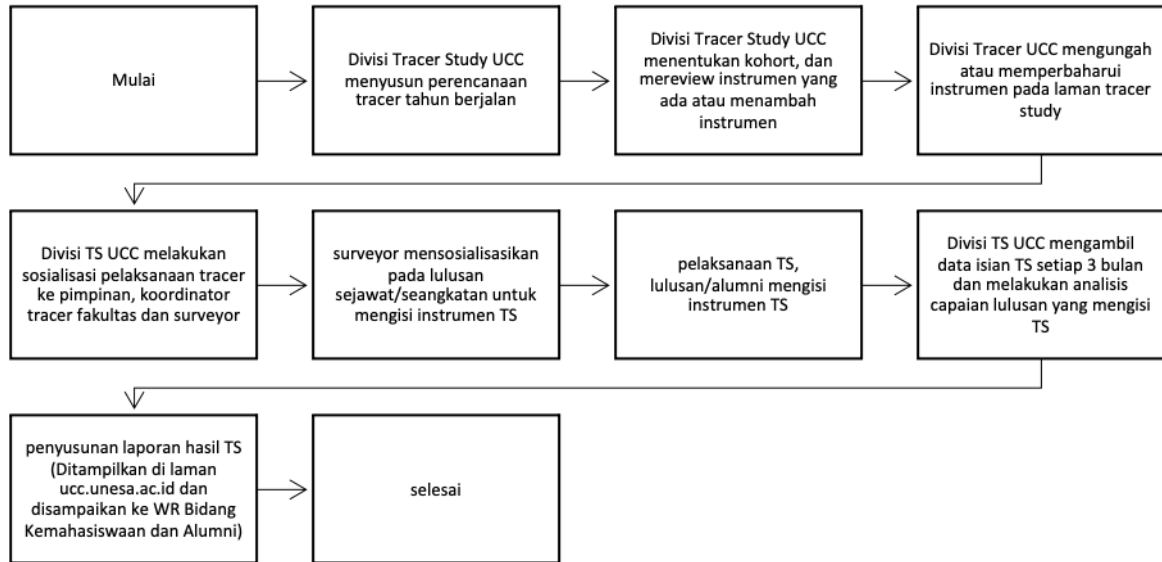 Mulai
Divisi Tracer Study UCC
menyusun perencanaan
tracer tahun berjalan
Divisi Tracer Study UCC
menentukan kohort, dan
mereview instrumen yang
ada atau menambah
instrumen
Divisi Tracer UCC mengungah
atau memperbaharui
instrumen pada laman tracer
study
Divisi TS UCC melakukan
sosialisasi pelaksanaan tracer
ke pimpinan, koordinator
tracer fakultas dan surveyor
surveyor mensosialisasikan
pada lulusan
sejawat/seangkatan untuk
mengisi instrumen TS
pelaksanaan TS,
lulusan/alumni mengisi
instrumen TS
Divisi TS UCC mengambil
data isian TS setiap 3 bulan
dan melakukan analisis
capaian lulusan yang mengisi
TS
penyusunan laporan hasil TS
(Ditampilkan di laman
ucc.unesa.ac.id dan
disampaikan ke WR Bidang
Kemahasiswaan dan Alumni)
selesai